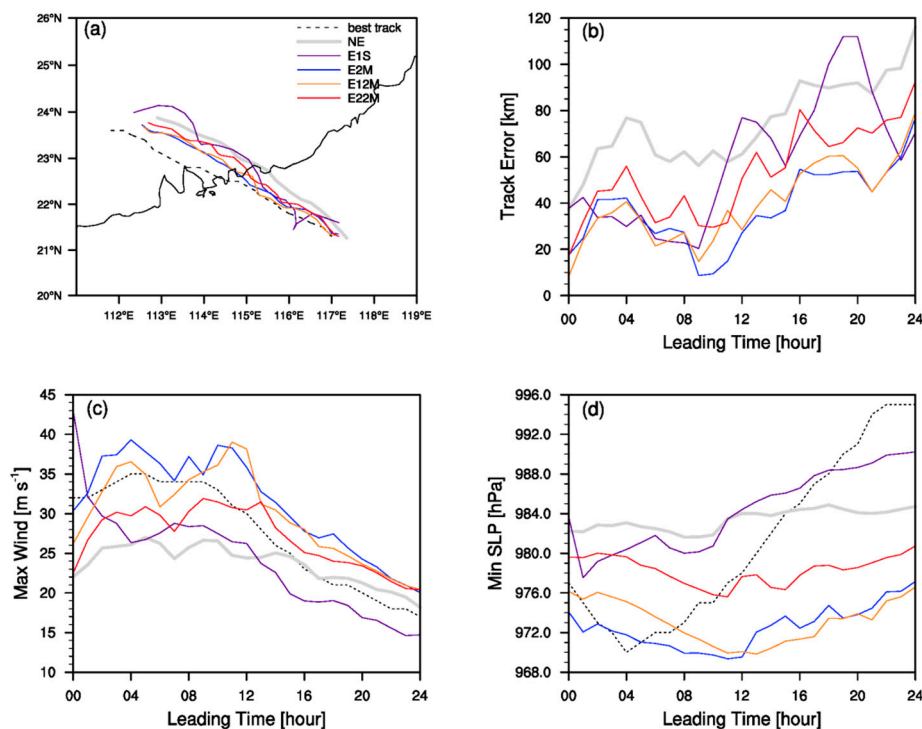 (a)
best track
NE
E1S
E2M
E12M
E22M
26°N
25°N
24°N
23°N
22°N
21°N
20°N
112°E 113°E 114°E 115°E 116°E 117°E 118°E 119°E
(b)
Track Error [km]
120
100
80
60
40
20
0
00 04 08 12 16 20 24
Leading Time [hour]
(c)
Max Wind [m s⁻¹]
45
40
35
30
25
20
15
10
00 04 08 12 16 20 24
Leading Time [hour]
(d)
Min SLP [hPa]
996.0
992.0
988.0
984.0
980.0
976.0
972.0
968.0
00 04 08 12 16 20 24
Leading Time [hour]